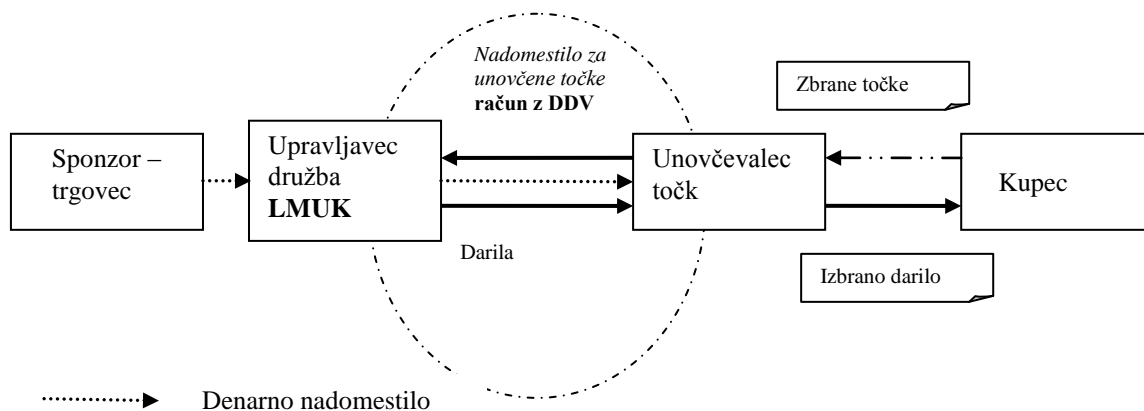 Nadomestilo za
unovčene točke
račun z DDV
Zbrane točke
Sponzor –
trgovec
Upravljavec
družba
LMUK
Unovčevalec
točk
Kupec
Darila
Izbrano darilo
Denarno nadomestilo